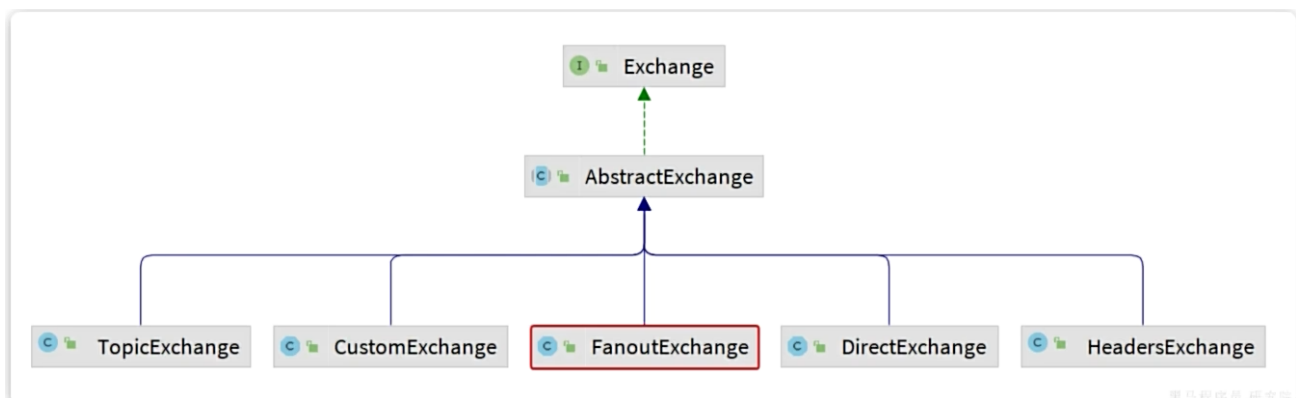 Exchange
AbstractExchange
TopicExchange
CustomExchange
FanoutExchange
DirectExchange
HeadersExchange